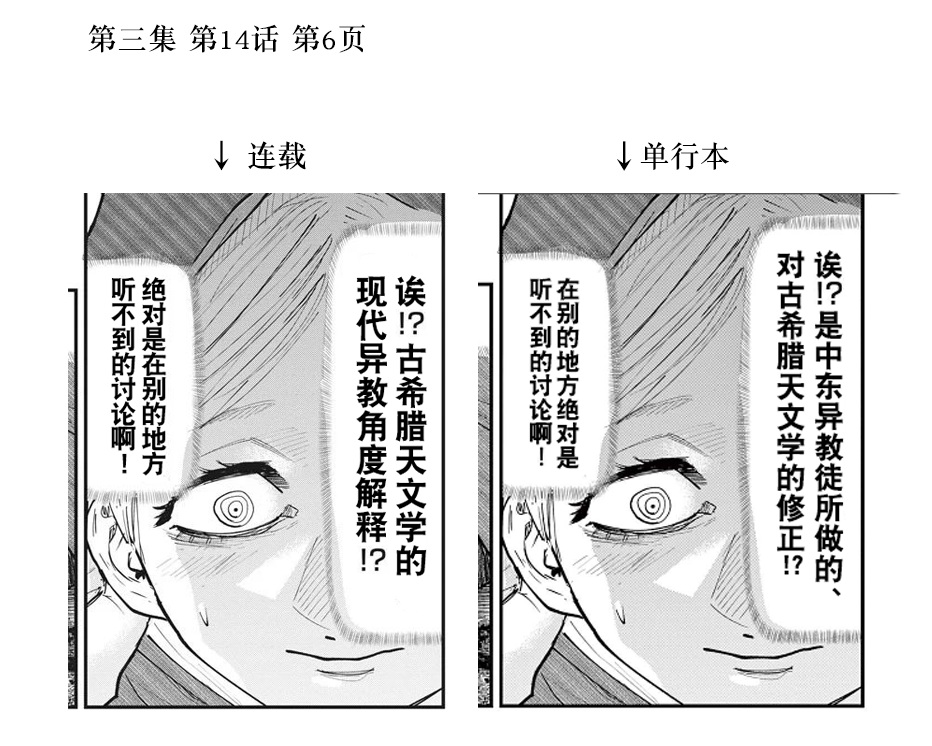 第三集 第14话 第6页
↓ 连载
诶!?古希腊天文学的
现代异教角度解释!?
绝对是在别的地方
听不到的讨论啊!
↓单行本
诶!?是中东异教徒所做的、
对古希腊天文学的修正!?
在别的地方绝对是
听不到的讨论啊!